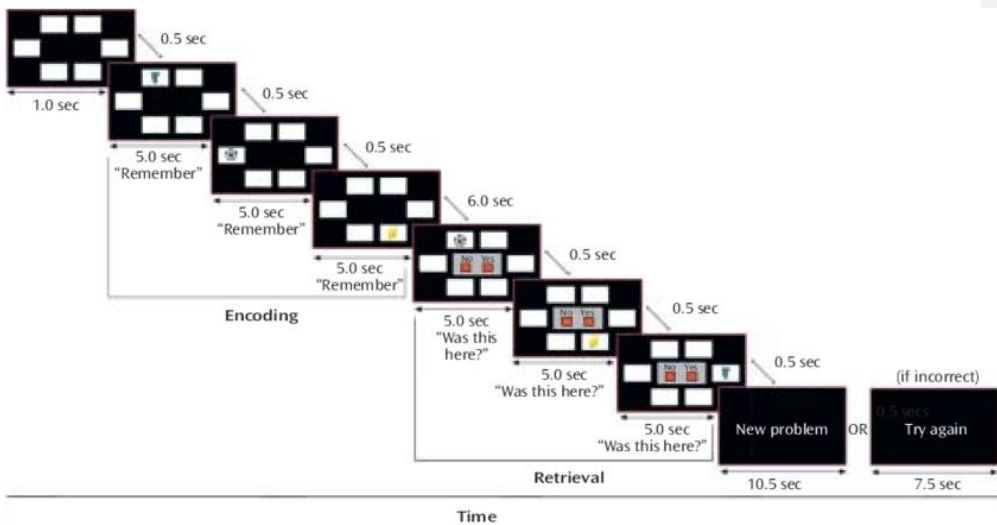 0.5 sec
1.0 sec
0.5 sec
5.0 sec
"Remember"
0.5 sec
5.0 sec
"Remember"
6.0 sec
5.0 sec
"Remember"
Encoding
No Yes
0.5 sec
5.0 sec
"Was this
here?"
No Yes
0.5 sec
5.0 sec
"Was this here?"
No Yes
0.5 sec
5.0 sec
"Was this here?"
Retrieval
New problem
10.5 sec
OR
(if incorrect)
0.5 secs
Try again
7.5 sec
Time